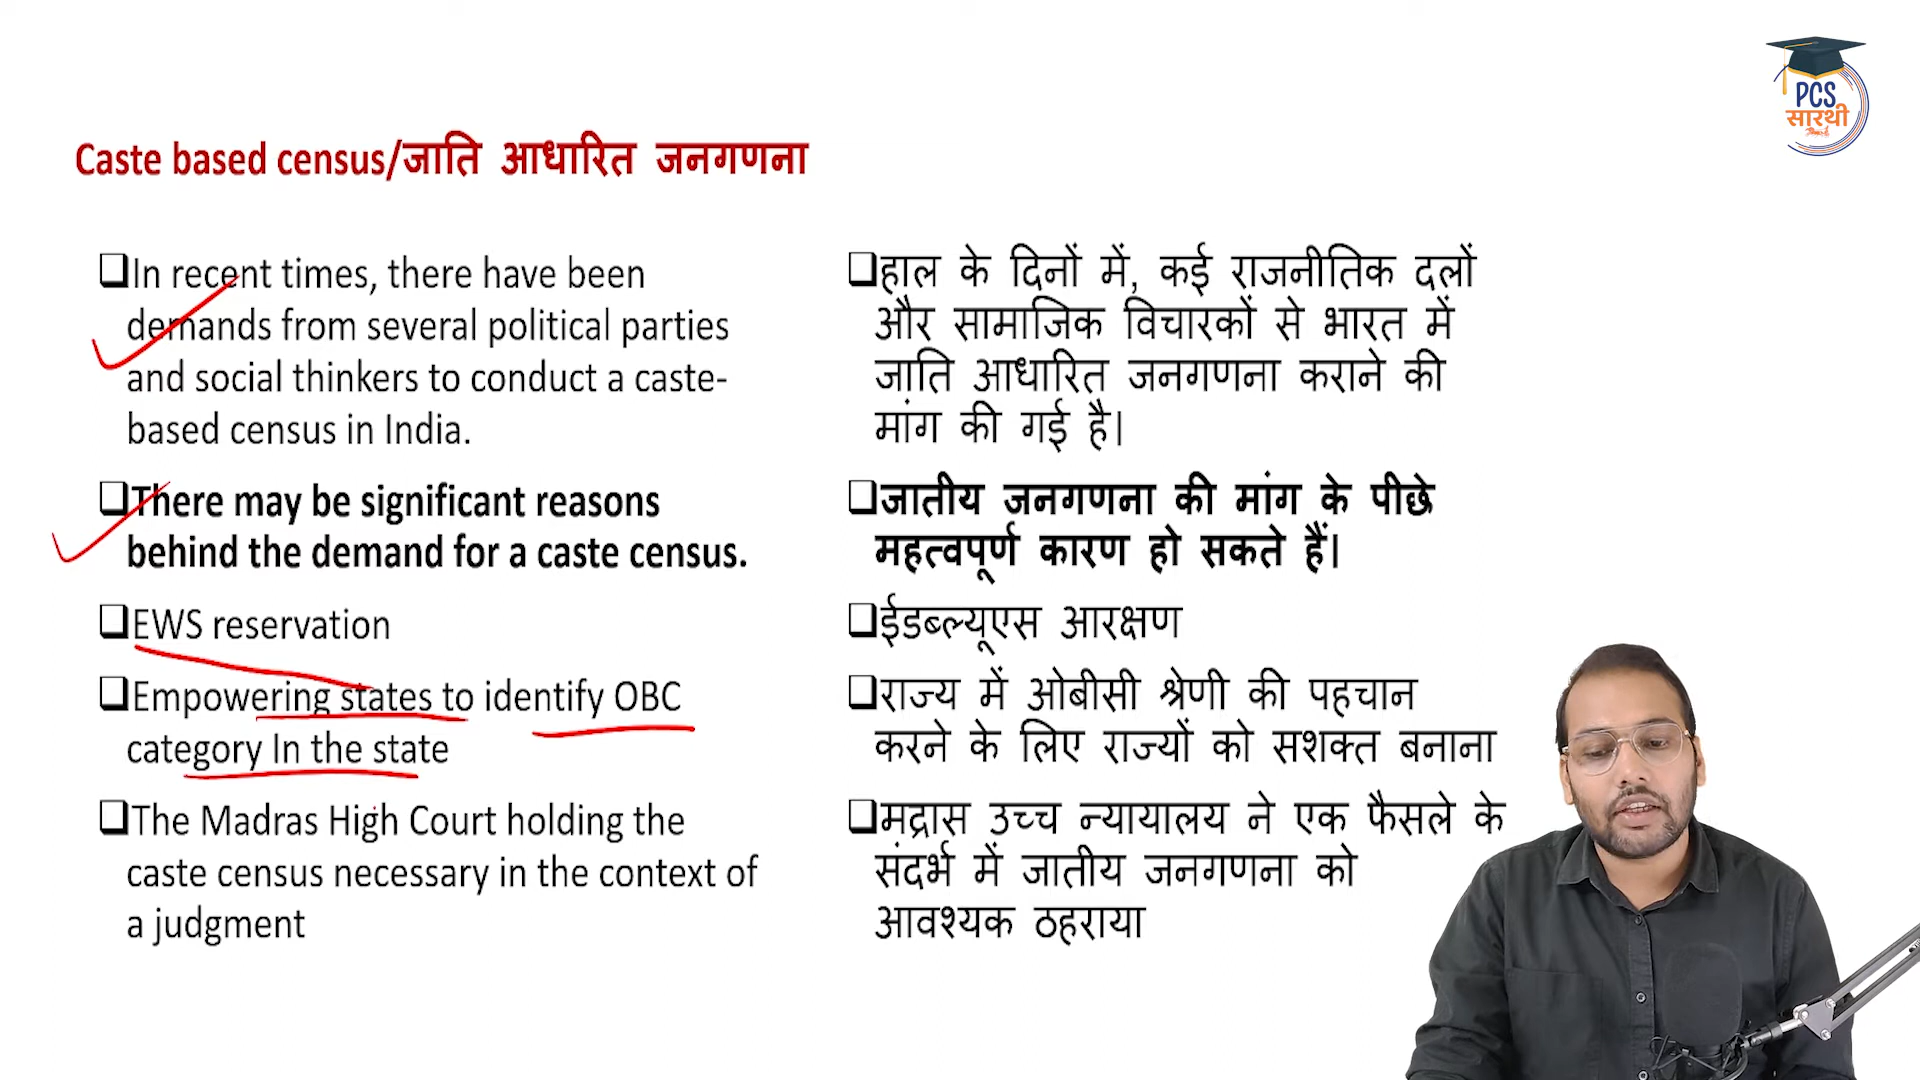 PCS
सारथी
Caste based census/जाति आधारित जनगणना
❑In recent times, there have been
demands from several political parties
and social thinkers to conduct a caste-
based census in India.
❑There may be significant reasons
behind the demand for a caste census.
❑EWS reservation
❑Empowering states to identify OBC
category In the state
❑The Madras High Court holding the
caste census necessary in the context of
a judgment
❑हाल के दिनों में, कई राजनीतिक दलों
और सामाजिक विचारकों से भारत में
जाति आधारित जनगणना कराने की
मांग की गई है।
❑जातीय जनगणना की मांग के पीछे
महत्वपूर्ण कारण हो सकते हैं।
❑ईडब्ल्यूएस आरक्षण
❑राज्य में ओबीसी श्रेणी की पहचान
करने के लिए राज्यों को सशक्त बनाना
❑मद्रास उच्च न्यायालय ने एक फैसले के
संदर्भ में जातीय जनगणना को
आवश्यक ठहराया